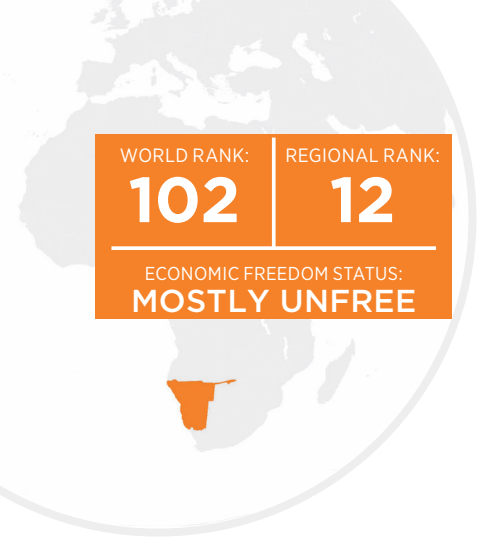 WORLD RANK:
102
REGIONAL RANK:
12
ECONOMIC FREEDOM STATUS:
MOSTLY UNFREE